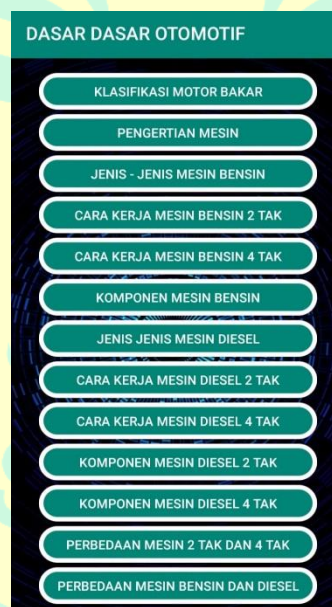 DASAR DASAR OTOMOTIF
KLASIFIKASI MOTOR BAKAR
PENGERTIAN MESIN
JENIS - JENIS MESIN BENSIN
CARA KERJA MESIN BENSIN 2 TAK
CARA KERJA MESIN BENSIN 4 TAK
KOMPONEN MESIN BENSIN
JENIS JENIS MESIN DIESEL
CARA KERJA MESIN DIESEL 2 TAK
CARA KERJA MESIN DIESEL 4 TAK
KOMPONEN MESIN DIESEL 2 TAK
KOMPONEN MESIN DIESEL 4 TAK
PERBEDAAN MESIN 2 TAK DAN 4 TAK
PERBEDAAN MESIN BENSIN DAN DIESEL